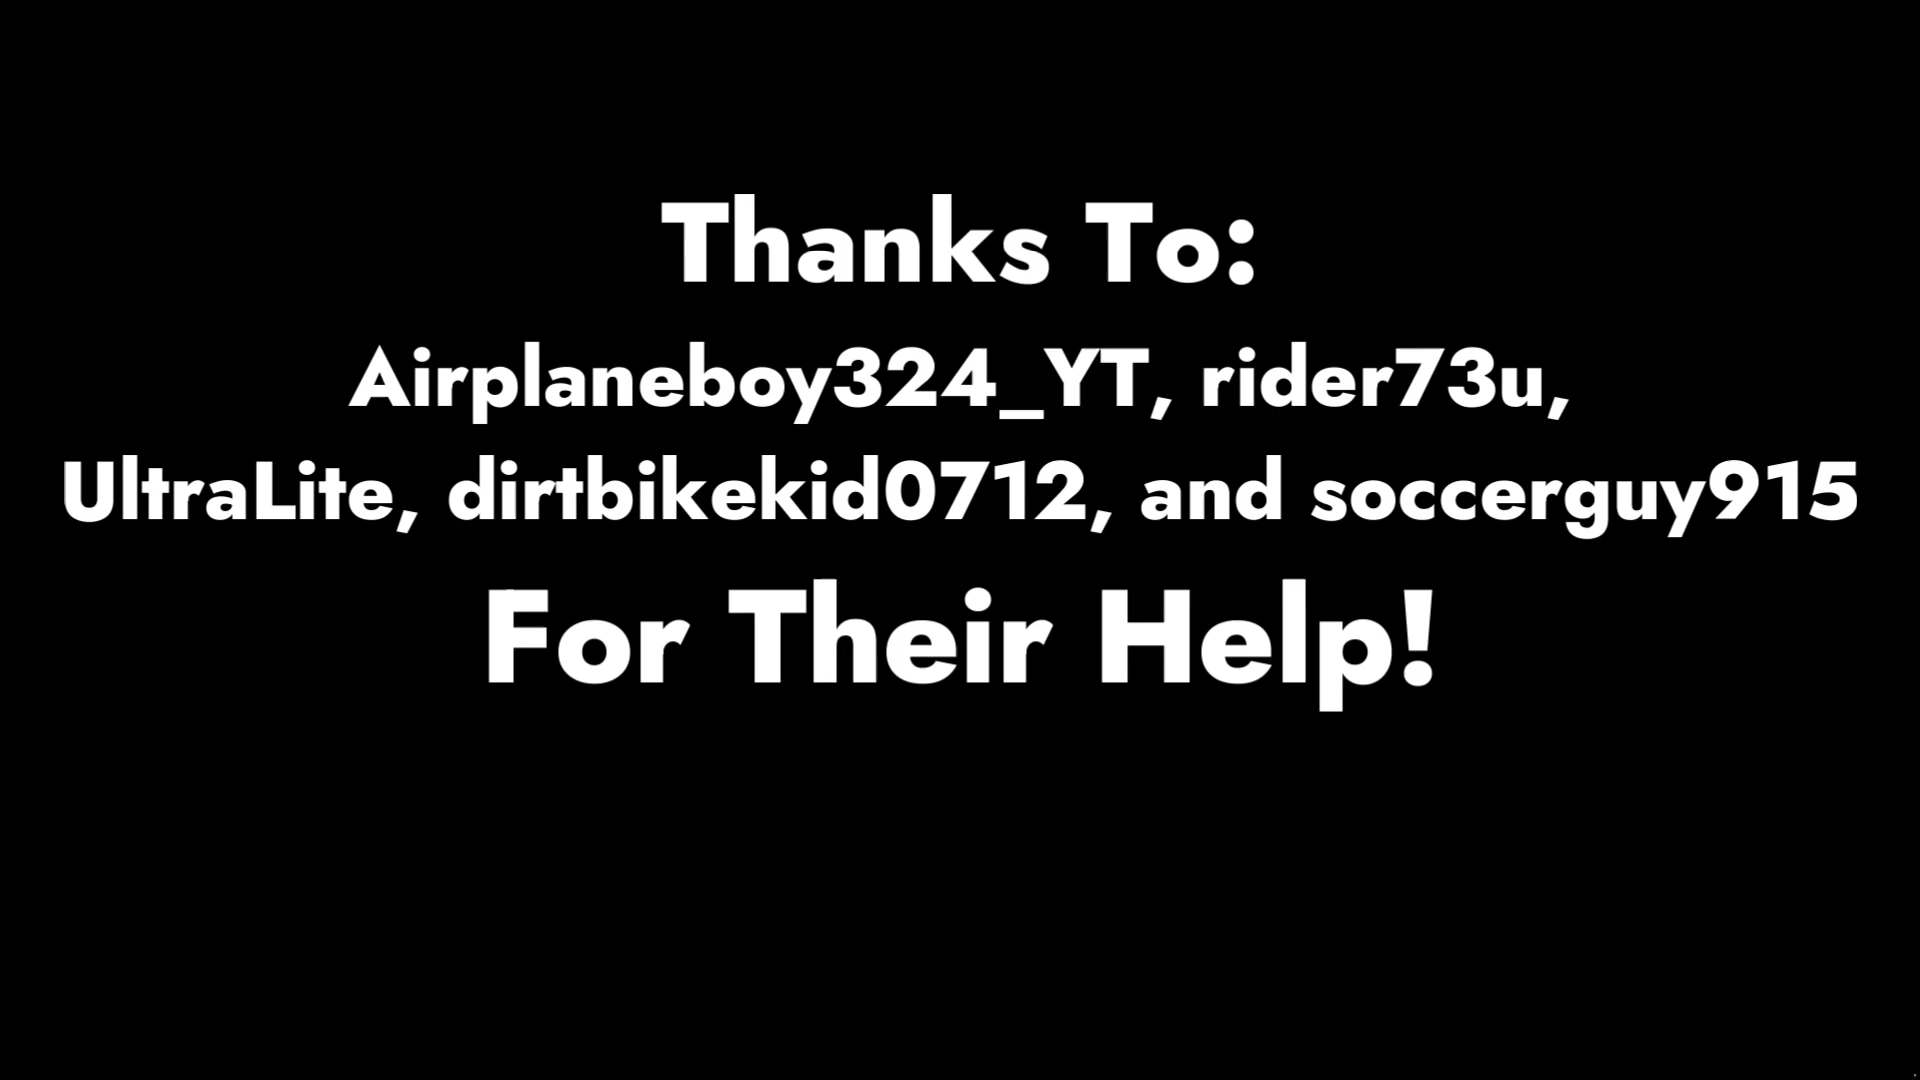 Thanks To:
Airplaneboy324_YT, rider73u,
UltraLite, dirtbikekid0712, and soccerguy915
For Their Help!